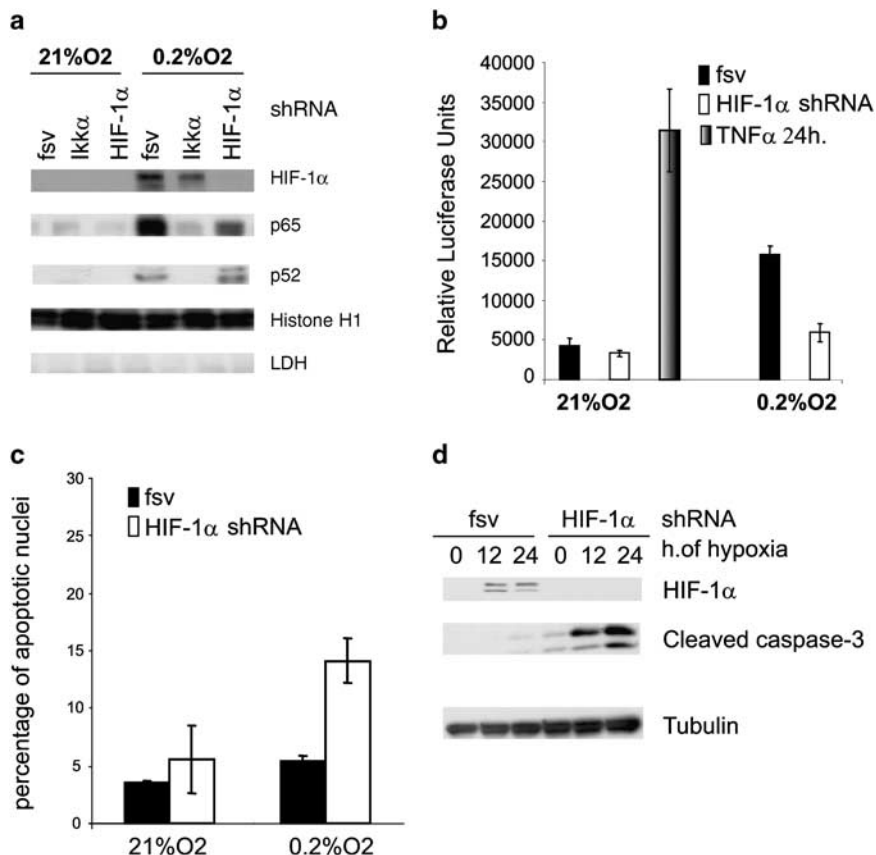 a
21%O2 0.2%O2
fsv Ikkα HIF-1α fsv Ikkα HIF-1α shRNA
HIF-1α
p65
p52
Histone H1
LDH
b
40000
35000
30000
25000
20000
15000
10000
5000
0
Relative Luciferase Units
fsv
HIF-1α shRNA
TNFα 24h.
21%O2 0.2%O2
c
30
25
20
15
10
5
0
percentage of apoptotic nuclei
fsv
HIF-1α shRNA
21%O2 0.2%O2
d
fsv HIF-1α shRNA
0 12 24 0 12 24 h.of hypoxia
HIF-1α
Cleaved caspase-3
Tubulin